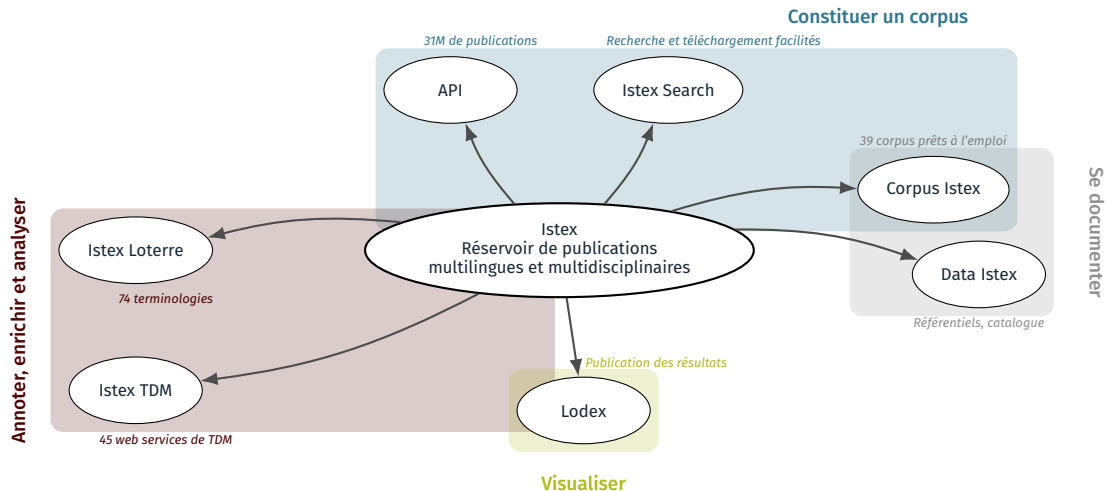 Constituer un corpus
31M de publications
Recherche et téléchargement facilités
API
Istex Search
39 corpus prêts à l'emploi
Corpus Istex
Se documenter
Annoter, enrichir et analyser
Istex
Réservoir de publications
multilingues et multidisciplinaires
Istex Loterre
Data Istex
74 terminologies
Référentiels, catalogue
Publication des résultats
Istex TDM
Lodex
45 web services de TDM
Visualiser